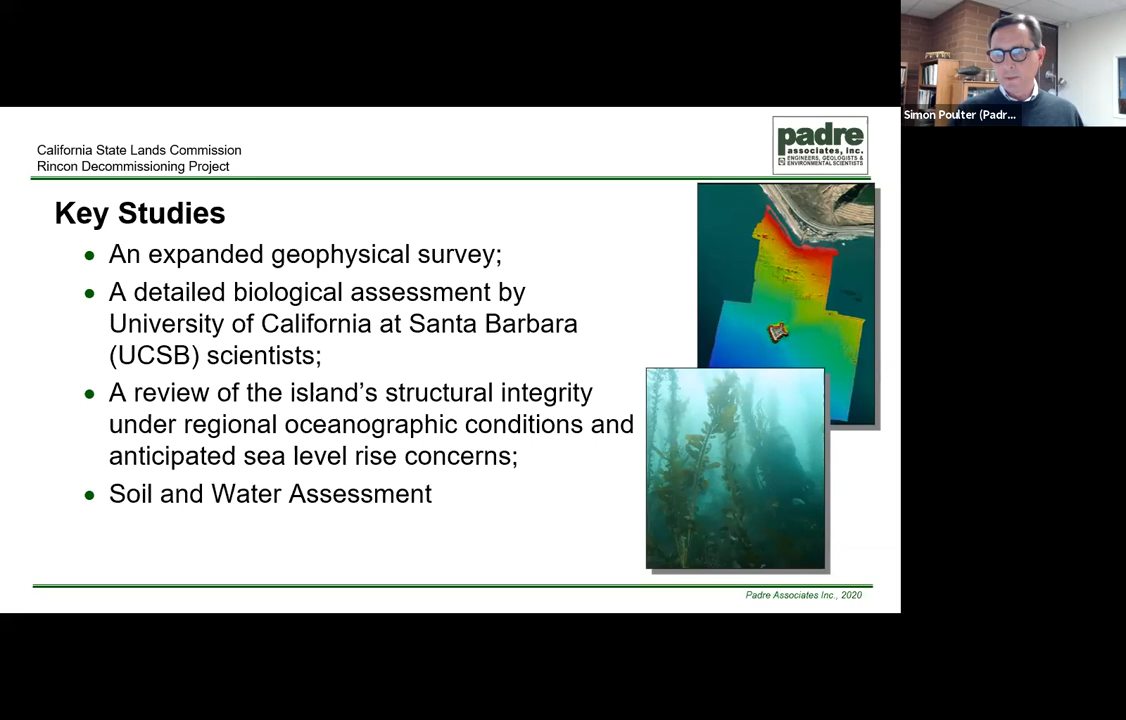 Simon Poulter (Padr...
California State Lands Commission
Rincon Decommissioning Project
padre
associates, inc.
ENGINEERS, GEOLOGISTS &
ENVIRONMENTAL SCIENTISTS
Key Studies
An expanded geophysical survey;
A detailed biological assessment by
University of California at Santa Barbara
(UCSB) scientists;
A review of the island's structural integrity
under regional oceanographic conditions and
anticipated sea level rise concerns;
Soil and Water Assessment
Padre Associates Inc., 2020